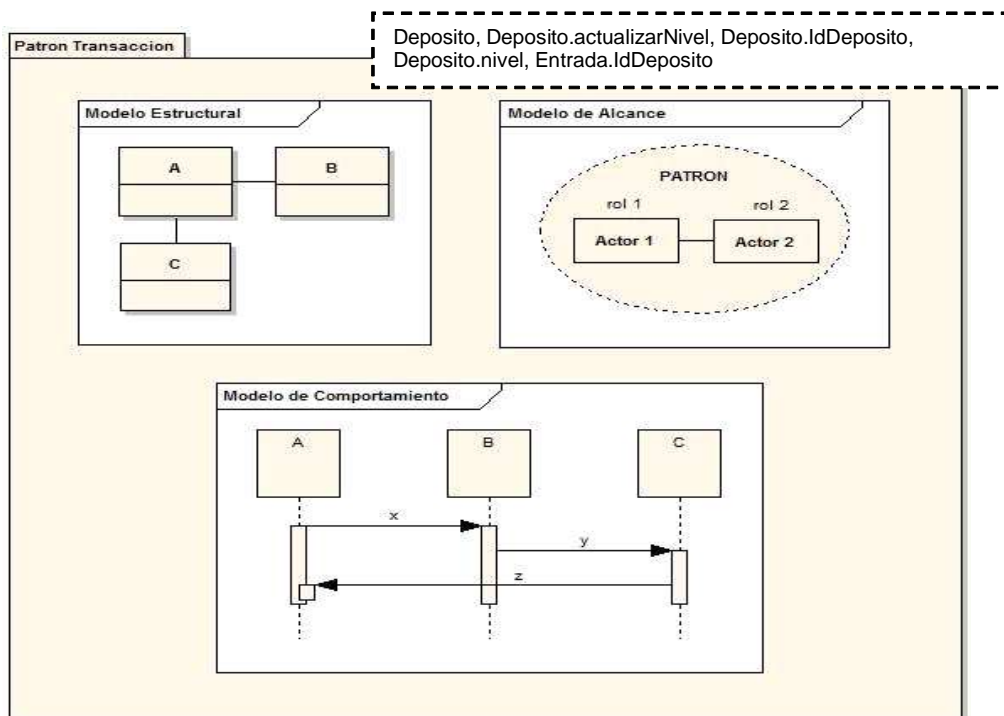 Patron Transaccion
Deposito, Deposito.actualizarNivel, Deposito.IdDeposito,
Deposito.nivel, Entrada.IdDeposito
Modelo Estructural
A
B
C
Modelo de Alcance
PATRON
rol 1
rol 2
Actor 1
Actor 2
Modelo de Comportamiento
A
B
C
x
y
z